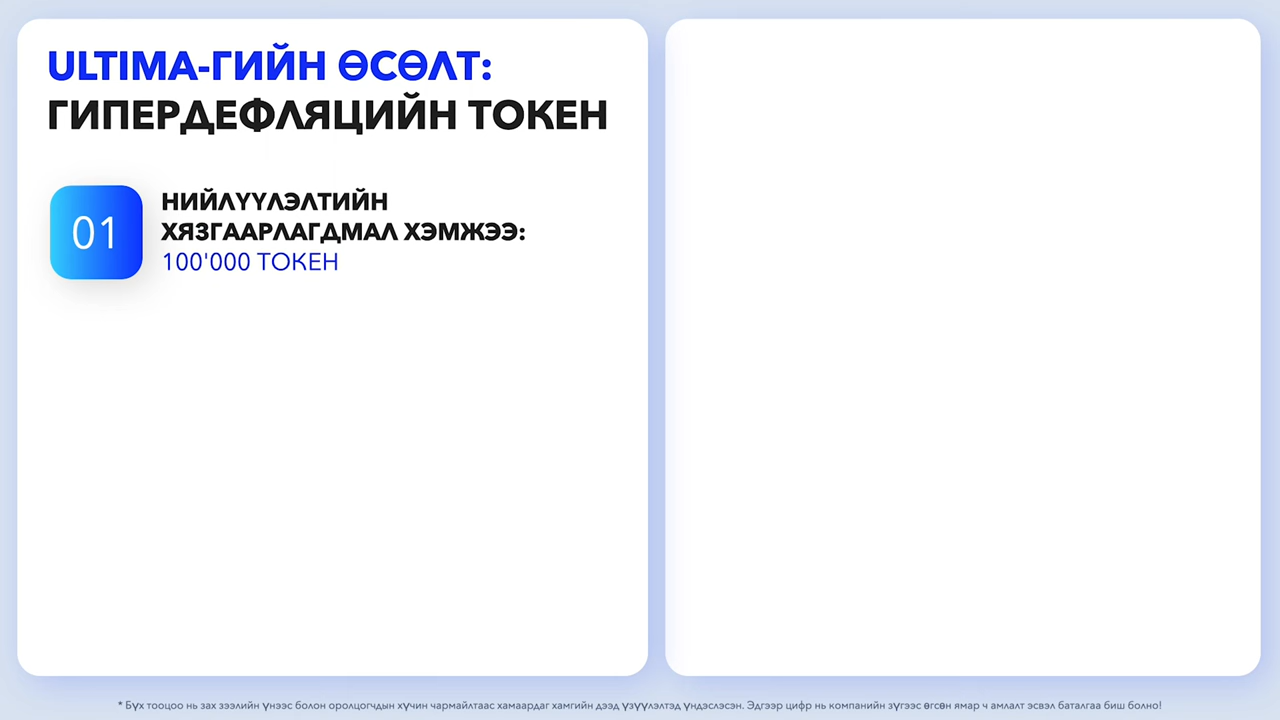 ULTIMA-ГИЙН ӨСӨЛТ:
ГИПЕРДЕФЛЯЦИЙН ТОКЕН
01
НИЙЛҮҮЛЭЛТИЙН
ХЯЗГААРЛАГДМАЛ ХЭМЖЭЭ:
100'000 ТОКЕН
* Бүх тооцоо нь зах зээлийн үнээс болон оролцогчдын хүчин чармайлтаас хамаардаг хамгийн дээд үзүүлэлтэд үндэслэсэн. Эдгээр цифр нь компанийн зүгээс өгсөн ямар ч амлалт эсвэл баталгаа биш болно!